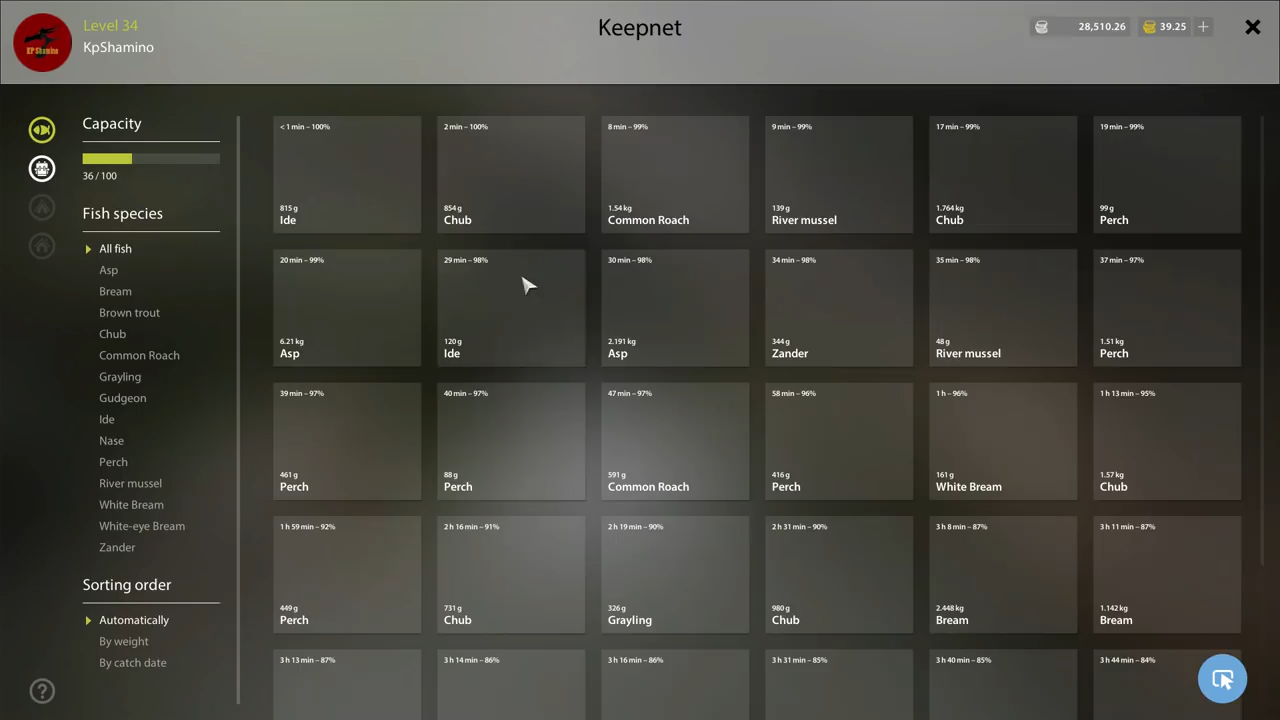 Level 34
KpShamino
KP Shamino
Keepnet
28,510.26
39.25
Capacity
36 / 100
Fish species
All fish
Asp
Bream
Brown trout
Chub
Common Roach
Grayling
Gudgeon
Ide
Nase
Perch
River mussel
White Bream
White-eye Bream
Zander
Sorting order
Automatically
By weight
By catch date
< 1 min – 100%
815 g
Ide
2 min – 100%
854 g
Chub
8 min – 99%
1.54 kg
Common Roach
9 min – 99%
139 g
River mussel
17 min – 99%
1.764 kg
Chub
19 min – 99%
99 g
Perch
20 min – 99%
6.21 kg
Asp
29 min – 98%
120 g
Ide
30 min – 98%
2.191 kg
Asp
34 min – 98%
344 g
Zander
35 min – 98%
48 g
River mussel
37 min – 97%
1.51 kg
Perch
39 min – 97%
461 g
Perch
40 min – 97%
88 g
Perch
47 min – 97%
591 g
Common Roach
58 min – 96%
416 g
Perch
1 h – 96%
161 g
White Bream
1 h 13 min – 95%
1.57 kg
Chub
1 h 59 min – 92%
449 g
Perch
2 h 16 min – 91%
731 g
Chub
2 h 19 min – 90%
326 g
Grayling
2 h 31 min – 90%
980 g
Chub
3 h 8 min – 87%
2.448 kg
Bream
3 h 11 min – 87%
1.142 kg
Bream
3 h 13 min – 87%
3 h 14 min – 86%
3 h 16 min – 86%
3 h 31 min – 85%
3 h 40 min – 85%
3 h 44 min – 84%